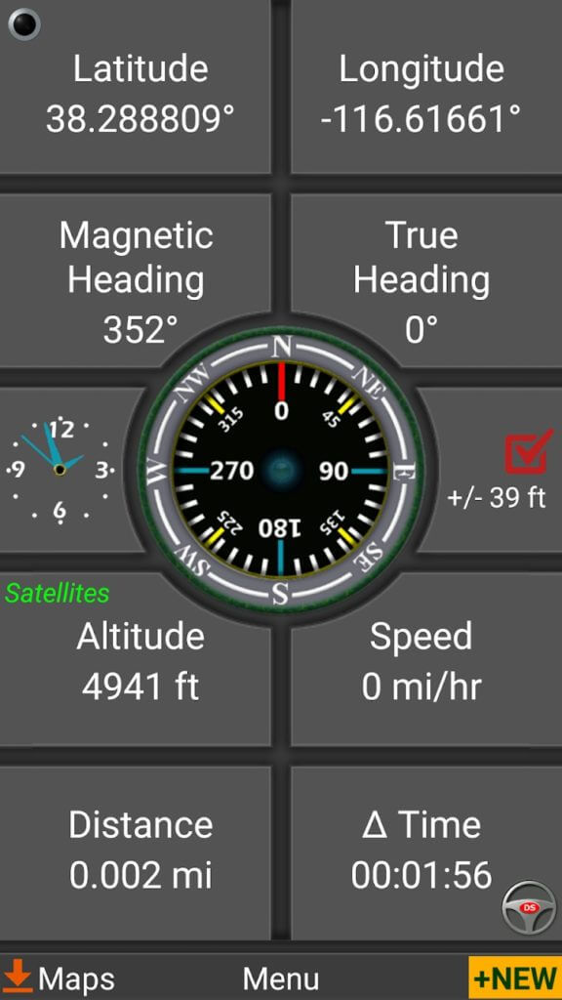 Latitude
38.288809°
Longitude
-116.61661°
Magnetic
Heading
352°
True
Heading
0°
12
3
6
9
N
NE
E
SE
S
SW
W
NW
0
45
90
135
180
225
270
315
+/- 39 ft
Satellites
Altitude
4941 ft
Speed
0 mi/hr
Distance
0.002 mi
Δ Time
00:01:56
DS
Maps
Menu
+NEW